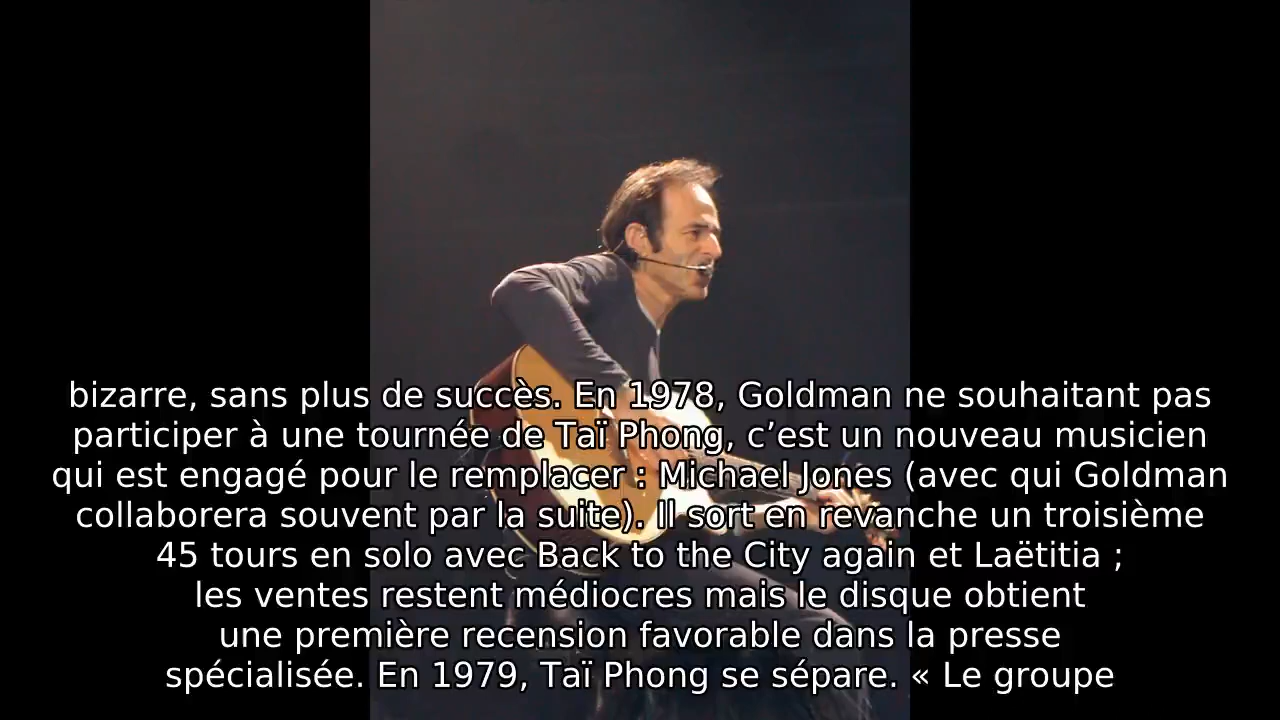 bizarre, sans plus de succès. En 1978, Goldman ne souhaitant pas
participer à une tournée de Taï Phong, c’est un nouveau musicien
qui est engagé pour le remplacer : Michael Jones (avec qui Goldman
collaborera souvent par la suite). Il sort en revanche un troisième
45 tours en solo avec Back to the City again et Laëtitia ;
les ventes restent médiocres mais le disque obtient
une première recension favorable dans la presse
spécialisée. En 1979, Taï Phong se sépare. « Le groupe